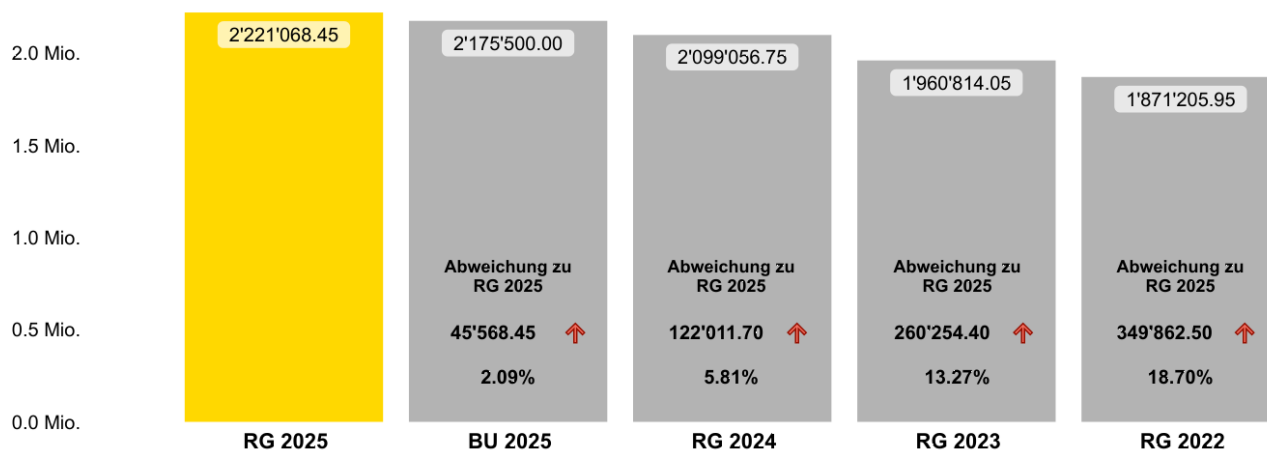 2'221'068.45
2'175'500.00
2'099'056.75
1'960'814.05
1'871'205.95
2.0 Mio.
1.5 Mio.
1.0 Mio.
0.5 Mio.
0.0 Mio.
Abweichung zu
RG 2025
45'568.45
2.09%
Abweichung zu
RG 2025
122'011.70
5.81%
Abweichung zu
RG 2025
260'254.40
13.27%
Abweichung zu
RG 2025
349'862.50
18.70%
RG 2025
BU 2025
RG 2024
RG 2023
RG 2022